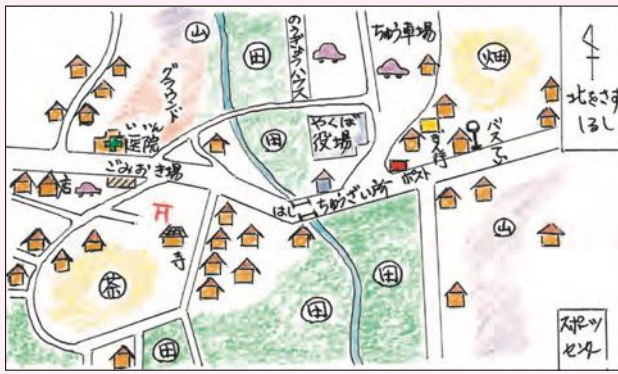 山
田
のうぎょうハウス
ちゅう車場
畑
北をさす
しるし
グラウンド
いいん
医院
田
やくば
役場
バスてい
ごみおき場
店
ポスト
はし
ちゅうざい所
寺
山
茶
田
田
田
スポーツ
センター